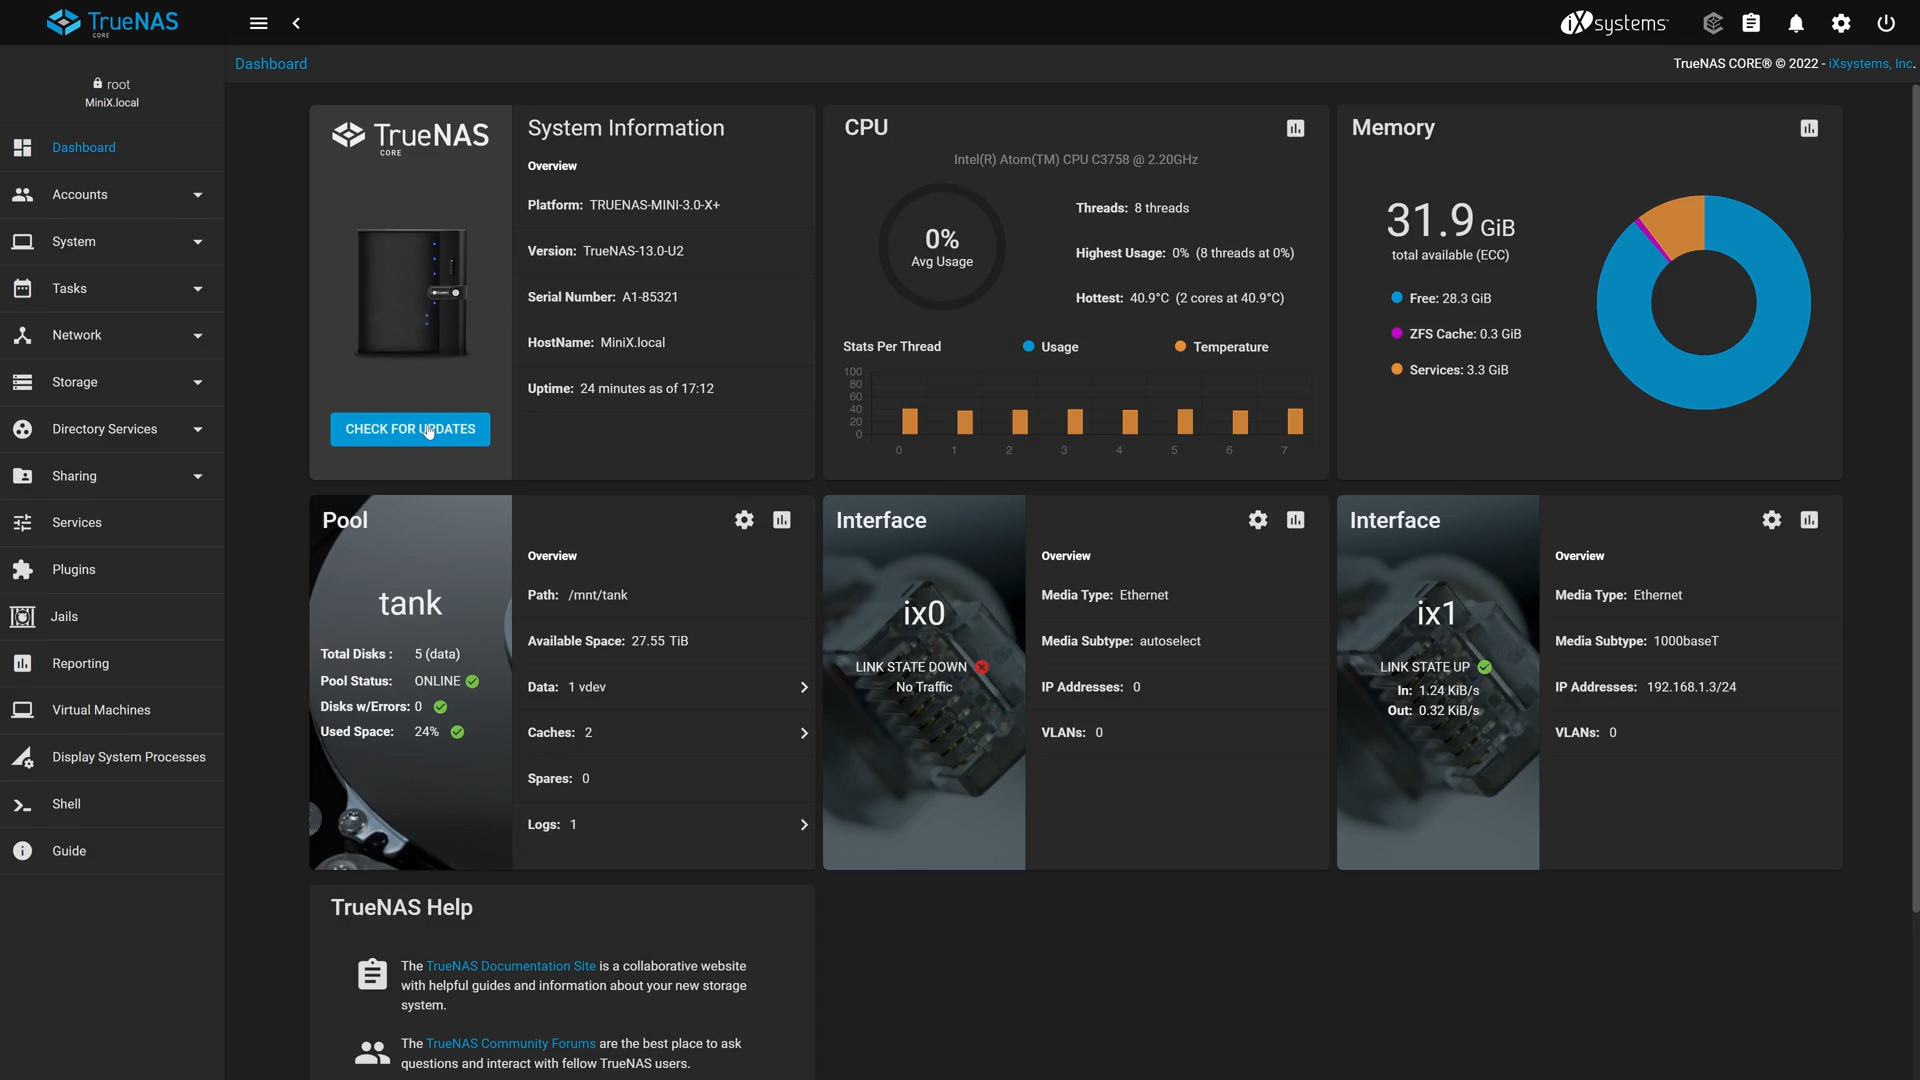 TrueNAS
CORE
iXsystems™
root
MiniX.local
Dashboard
Accounts
System
Tasks
Network
Storage
Directory Services
Sharing
Services
Plugins
Jails
Reporting
Virtual Machines
Display System Processes
Shell
Guide
Dashboard
TrueNAS CORE® © 2022 - iXsystems, Inc.
TrueNAS
CORE
CHECK FOR UPDATES
System Information
Overview
Platform: TRUENAS-MINI-3.0-X+
Version: TrueNAS-13.0-U2
Serial Number: A1-85321
HostName: MiniX.local
Uptime: 24 minutes as of 17:12
CPU
Intel(R) Atom(TM) CPU C3758 @ 2.20GHz
0%
Avg Usage
Threads: 8 threads
Highest Usage: 0% (8 threads at 0%)
Hottest: 40.9°C (2 cores at 40.9°C)
Stats Per Thread
Usage
Temperature
100
80
60
40
20
0
0 1 2 3 4 5 6 7
Memory
31.9 GiB
total available (ECC)
Free: 28.3 GiB
ZFS Cache: 0.3 GiB
Services: 3.3 GiB
Pool
tank
Total Disks : 5 (data)
Pool Status: ONLINE
Disks w/Errors: 0
Used Space: 24%
Overview
Path: /mnt/tank
Available Space: 27.55 TiB
Data: 1 vdev
Caches: 2
Spares: 0
Logs: 1
Interface
ix0
LINK STATE DOWN
No Traffic
Overview
Media Type: Ethernet
Media Subtype: autoselect
IP Addresses: 0
VLANs: 0
Interface
ix1
LINK STATE UP
In: 1.24 KiB/s
Out: 0.32 KiB/s
Overview
Media Type: Ethernet
Media Subtype: 1000baseT
IP Addresses: 192.168.1.3/24
VLANs: 0
TrueNAS Help
The TrueNAS Documentation Site is a collaborative website
with helpful guides and information about your new storage
system.
The TrueNAS Community Forums are the best place to ask
questions and interact with fellow TrueNAS users.